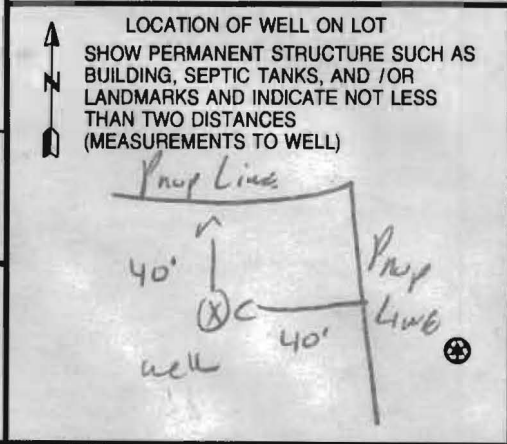 LOCATION OF WELL ON LOT
SHOW PERMANENT STRUCTURE SUCH AS
BUILDING, SEPTIC TANKS, AND /OR
LANDMARKS AND INDICATE NOT LESS
THAN TWO DISTANCES
(MEASUREMENTS TO WELL)
N
Prop Line
40'
Prop
Line
X
40'
well